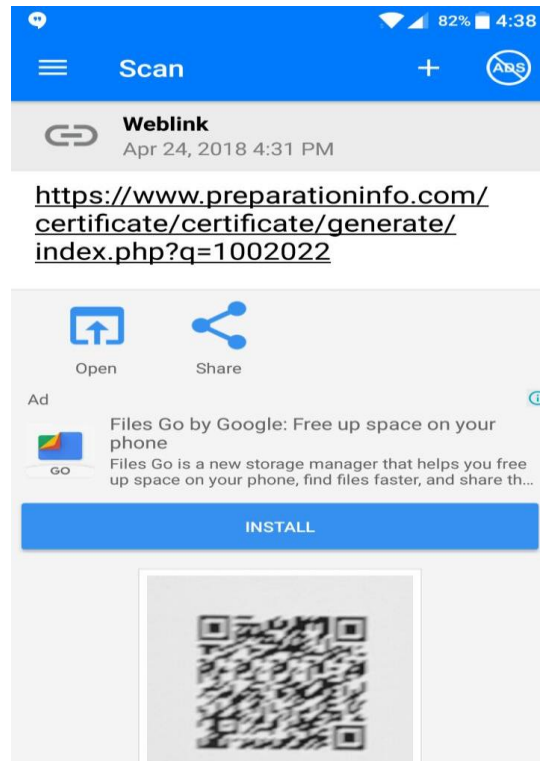 82% 4:38
Scan
ADS
Weblink
Apr 24, 2018 4:31 PM
https://www.preparationinfo.com/
certificate/certificate/generate/
index.php?q=1002022
Open Share
Ad
Files Go by Google: Free up space on your
phone
GO
Files Go is a new storage manager that helps you free
up space on your phone, find files faster, and share th...
INSTALL